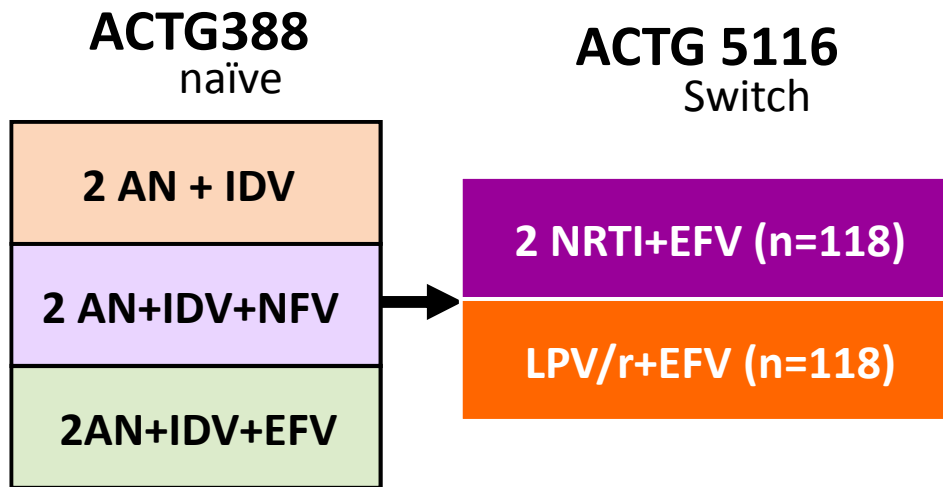 ACTG388
naïve
2 AN + IDV
2 AN+IDV+NFV
2AN+IDV+EFV
ACTG 5116
Switch
2 NRTI+EFV (n=118)
LPV/r+EFV (n=118)